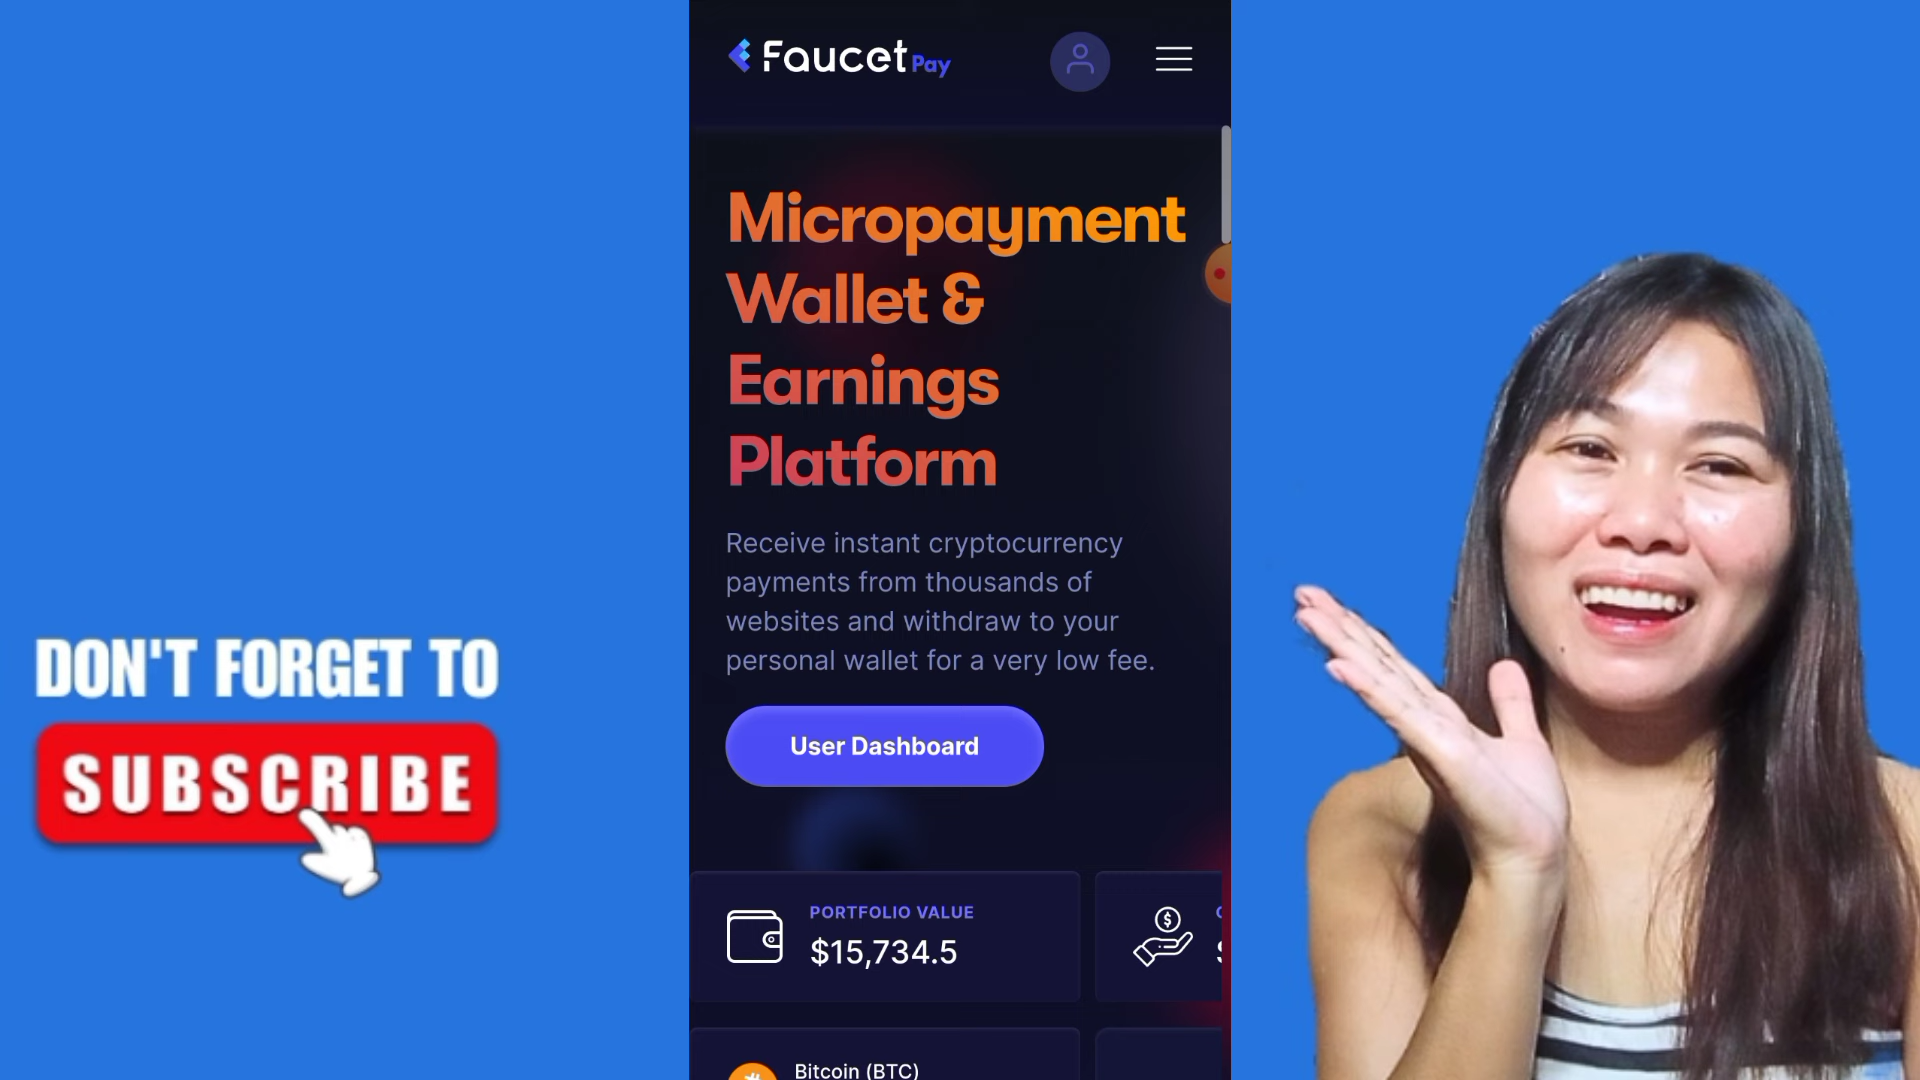 Faucet Pay
Micropayment
Wallet &
Earnings
Platform
Receive instant cryptocurrency
payments from thousands of
websites and withdraw to your
personal wallet for a very low fee.
User Dashboard
PORTFOLIO VALUE
$15,734.5
Bitcoin (BTC)
DON'T FORGET TO
SUBSCRIBE